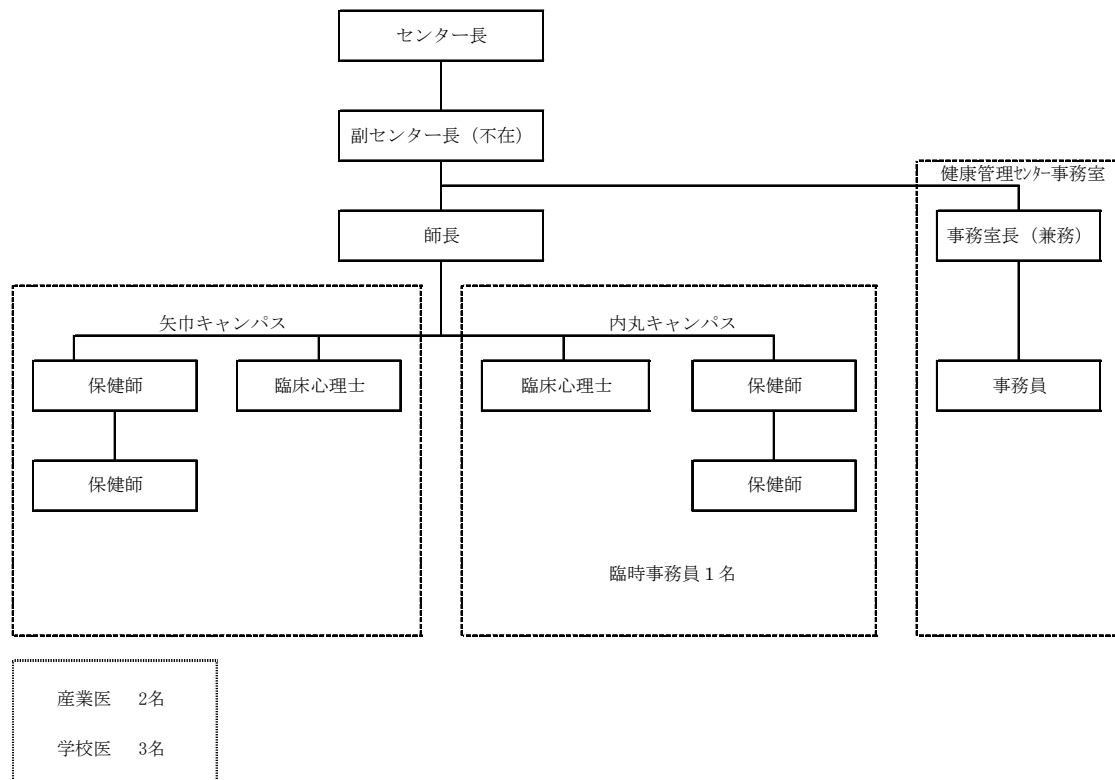 センター長
副センター長（不在）
健康管理ｾﾝﾀｰ事務室
師長
事務室長（兼務）
矢巾キャンパス
内丸キャンパス
保健師
臨床心理士
臨床心理士
保健師
事務員
保健師
保健師
臨時事務員１名
産業医 2名
学校医 3名